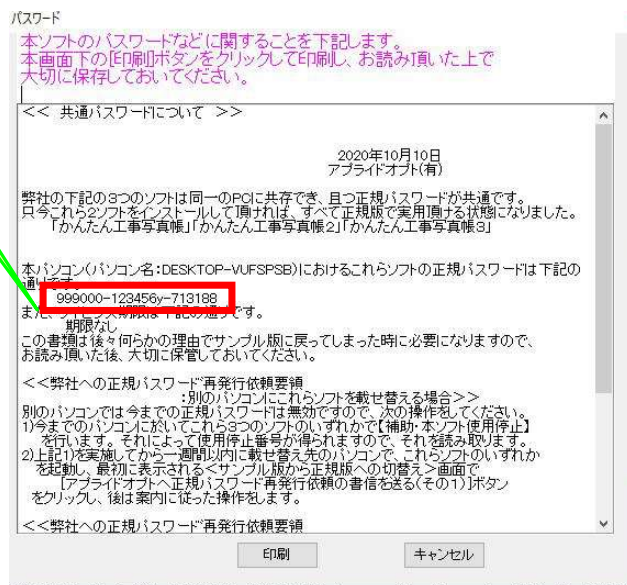 パスワード
本ソフトのパスワードなどに関することを下記します。
本画面下の[印刷]ボタンをクリックして印刷し、お読み頂いた上で
大切に保存しておいてください。
<< 共通パスワードについて >>
2020年10月10日
アプライドオプト(有)
弊社の下記の3つのソフトは同一のPCに共存でき、且つ正規パスワードが共通です。
只今これら2ソフトをインストールして頂ければ、すべて正規版で実用頂ける状態になりました。
「かんたん工事写真帳」「かんたん工事写真帳2」「かんたん工事写真帳3」
本パソコン(パソコン名:DESKTOP-VUFSPSB)におけるこれらソフトの正規パスワードは下記の
通りです。
999000-123456y-713188
また、ライセンス期限は下記の通りです。
期限なし
この書類は後々何らかの理由でサンプル版に戻ってしまった時に必要になりますので、
お読み頂いた後、大切に保管しておいてください。
<<弊社への正規パスワード再発行依頼要領
:別のパソコンにこれらソフトを載せ替える場合>>
別のパソコンでは今までの正規パスワードは無効ですので、次の操作をしてください。
1)今までのパソコンにおいてこれら3つのソフトのいずれかで【補助・本ソフト使用停止】
を行います。それによって使用停止番号が得られますので、それを読み取ります。
2)上記1)を実施してから一週間以内に載せ替え先のパソコンで、これらソフトのいずれか
を起動し、最初に表示される<サンプル版から正規版への切替え>画面で
[アプライドオプトへ正規パスワード再発行依頼の書信を送る(その1)]ボタン
をクリックし、後は案内に従った操作をします。
<<弊社への正規パスワード再発行依頼要領
印刷
キャンセル